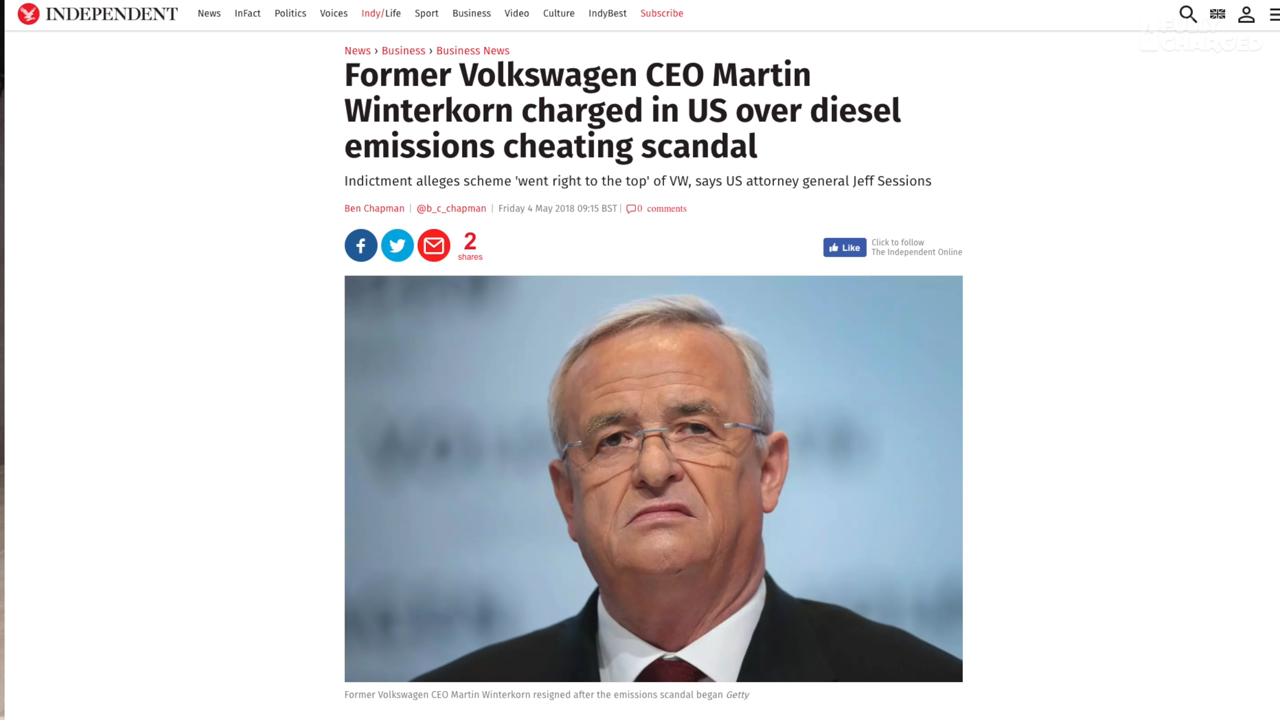 INDEPENDENT News InFact Politics Voices Indy/Life Sport Business Video Culture IndyBest Subscribe
FULLY
CHARGED
News › Business › Business News
Former Volkswagen CEO Martin
Winterkorn charged in US over diesel
emissions cheating scandal
Indictment alleges scheme 'went right to the top' of VW, says US attorney general Jeff Sessions
Ben Chapman | @b_c_chapman | Friday 4 May 2018 09:15 BST | 0 comments
2
shares
Like
Click to follow
The Independent Online
Former Volkswagen CEO Martin Winterkorn resigned after the emissions scandal began Getty